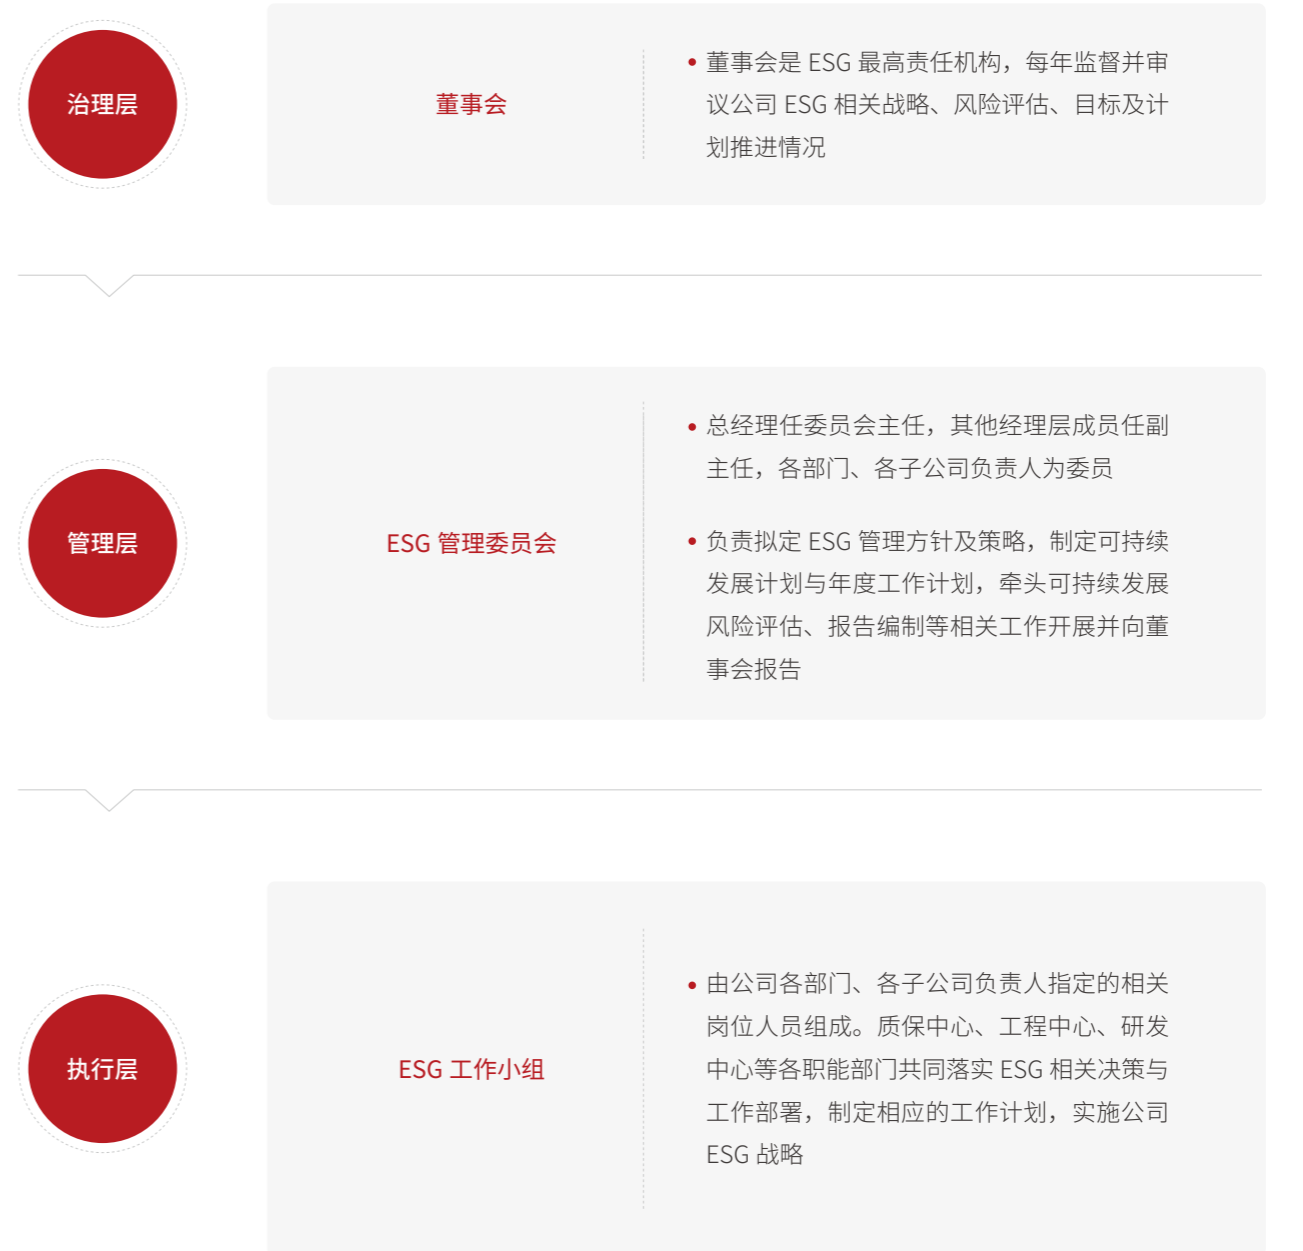 治理层
董事会
• 董事会是 ESG 最高责任机构，每年监督并审
议公司 ESG 相关战略、风险评估、目标及计
划推进情况
管理层
ESG 管理委员会
• 总经理任委员会主任，其他经理层成员任副
主任，各部门、各子公司负责人为委员
• 负责拟定 ESG 管理方针及策略，制定可持续
发展计划与年度工作计划，牵头可持续发展
风险评估、报告编制等相关工作开展并向董
事会报告
执行层
ESG 工作小组
• 由公司各部门、各子公司负责人指定的相关
岗位人员组成。质保中心、工程中心、研发
中心等各职能部门共同落实 ESG 相关决策与
工作部署，制定相应的工作计划，实施公司
ESG 战略